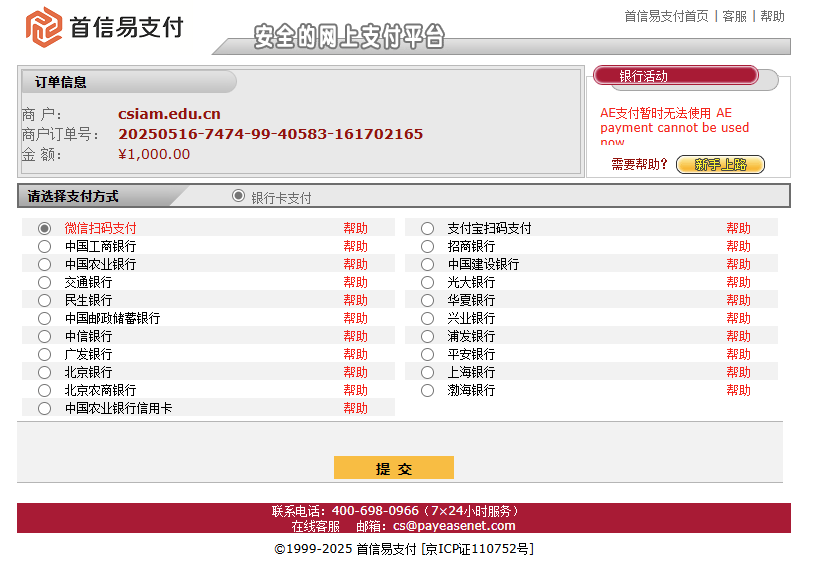 首信易支付
首信易支付首页 | 客服 | 帮助
安全的网上支付平台
订单信息
商 户： csiam.edu.cn
商户订单号： 20250516-7474-99-40583-161702165
金 额： ¥1,000.00
银行活动
AE支付暂时无法使用 AE
payment cannot be used
now
需要帮助？ 新手上路
请选择支付方式 银行卡支付
微信扫码支付 帮助 支付宝扫码支付 帮助
中国工商银行 帮助 招商银行 帮助
中国农业银行 帮助 中国建设银行 帮助
交通银行 帮助 光大银行 帮助
民生银行 帮助 华夏银行 帮助
中国邮政储蓄银行 帮助 兴业银行 帮助
中信银行 帮助 浦发银行 帮助
广发银行 帮助 平安银行 帮助
北京银行 帮助 上海银行 帮助
北京农商银行 帮助 渤海银行 帮助
中国农业银行信用卡 帮助
提 交
联系电话：400-698-0966（7×24小时服务）
在线客服 邮箱：cs@payeasenet.com
©1999-2025 首信易支付 [京ICP证110752号]